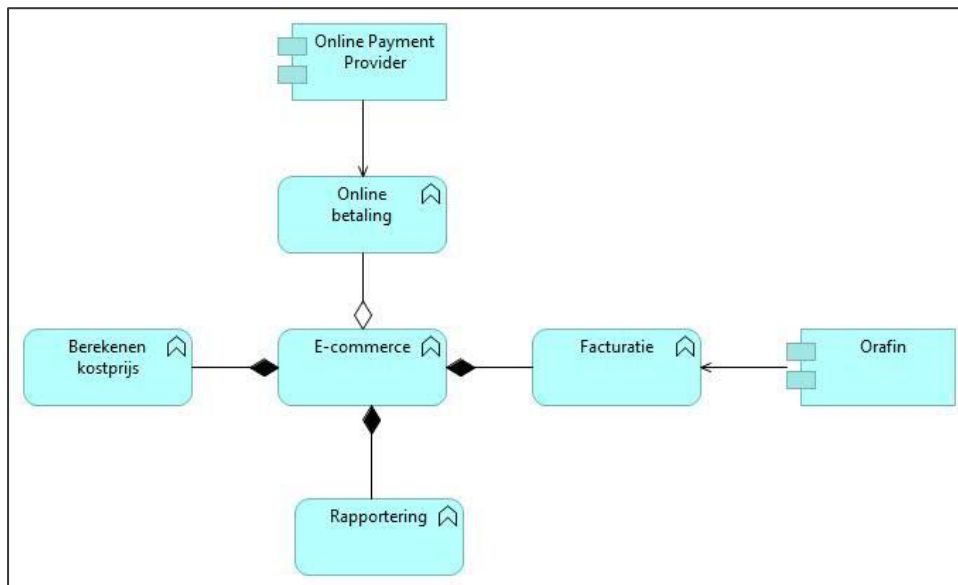 Online Payment
Provider
Online
betaling
Berekenen
kostprijs
E-commerce
Facturatie
Orafin
Rapportering